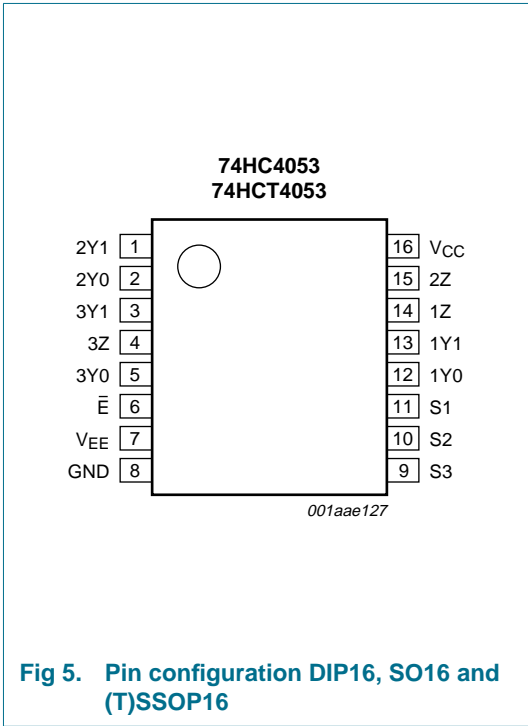 74HC4053
74HCT4053
2Y1 1 16 VCC
2Y0 2 15 2Z
3Y1 3 14 1Z
3Z 4 13 1Y1
3Y0 5 12 1Y0
E̅ 6 11 S1
VEE 7 10 S2
GND 8 9 S3
001aae127
Fig 5. Pin configuration DIP16, SO16 and
(T)SSOP16